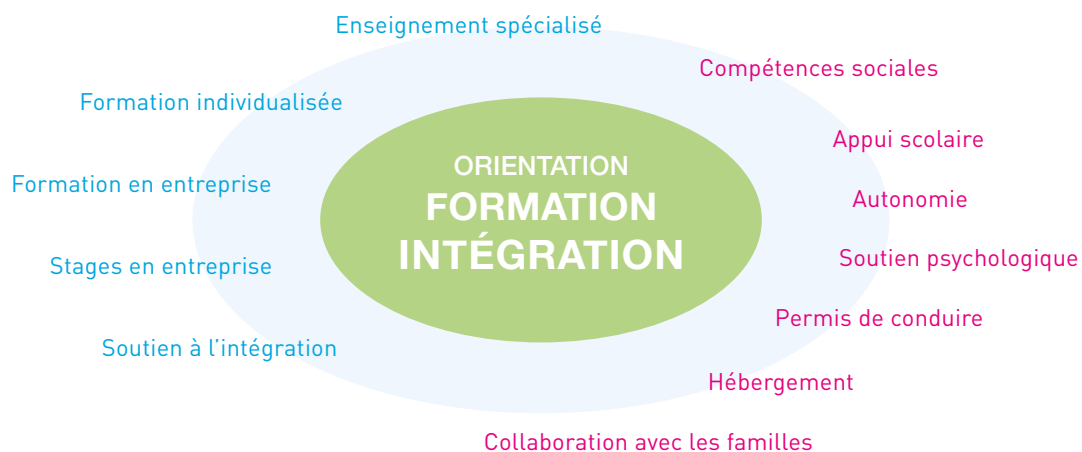 Enseignement spécialisé
Compétences sociales
Formation individualisée
Appui scolaire
ORIENTATION
FORMATION
INTÉGRATION
Formation en entreprise
Autonomie
Stages en entreprise
Soutien psychologique
Permis de conduire
Soutien à l’intégration
Hébergement
Collaboration avec les familles